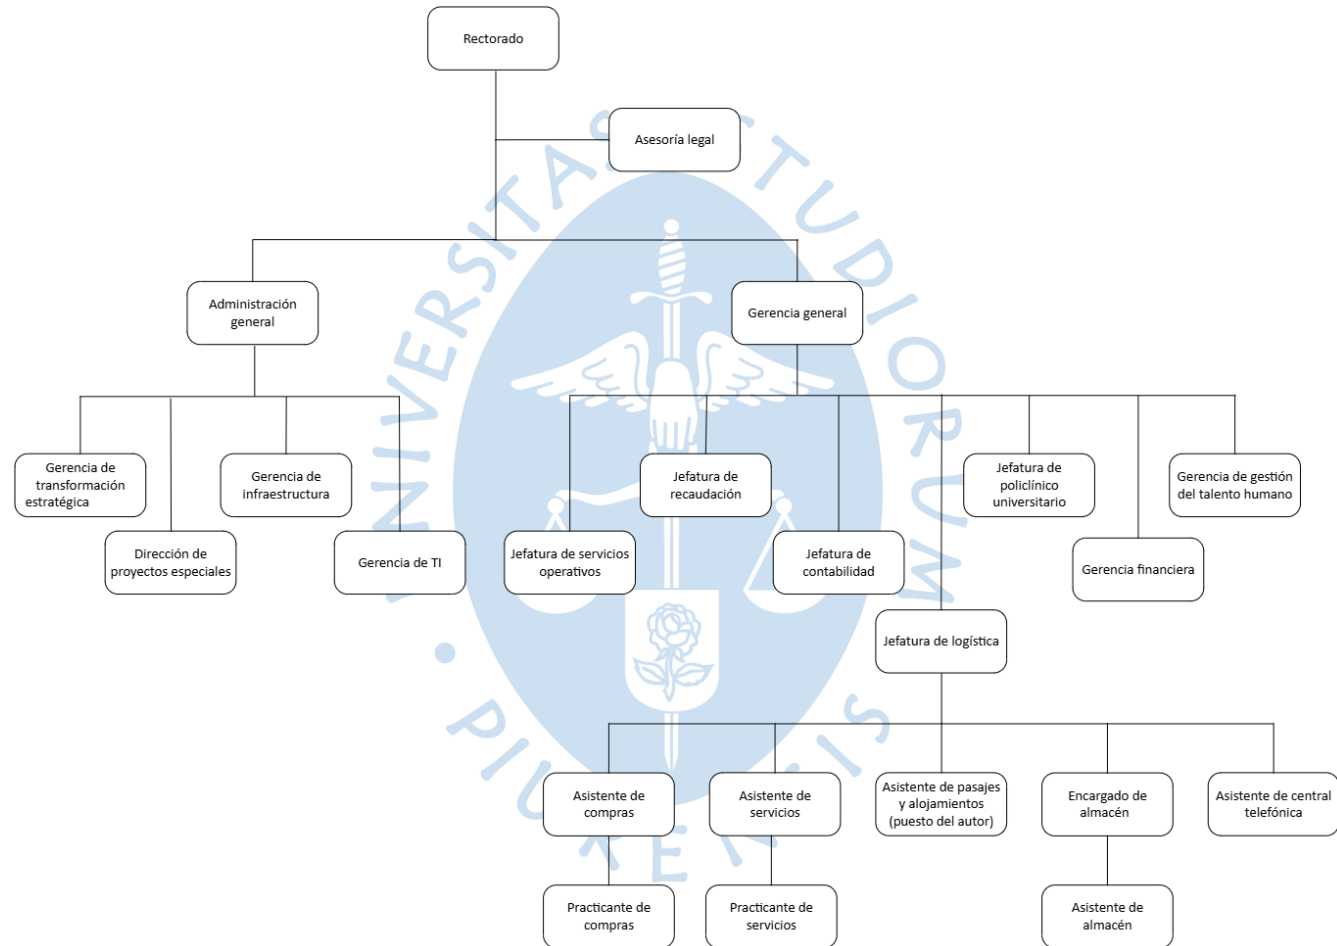 Rectorado
Asesoría legal
Administración
general
Gerencia general
Gerencia de
transformación
estratégica
Gerencia de
infraestructura
Jefatura de
recaudación
Jefatura de
policlínico
universitario
Gerencia de gestión
del talento humano
Dirección de
proyectos especiales
Gerencia de TI
Jefatura de servicios
operativos
Jefatura de
contabilidad
Gerencia financiera
Jefatura de logística
Asistente de
compras
Asistente de
servicios
Asistente de pasajes
y alojamientos
(puesto del autor)
Encargado de
almacén
Asistente de central
telefónica
Practicante de
compras
Practicante de
servicios
Asistente de
almacén
UNIVERSITAS STUDIORUM
• PIURENSIS